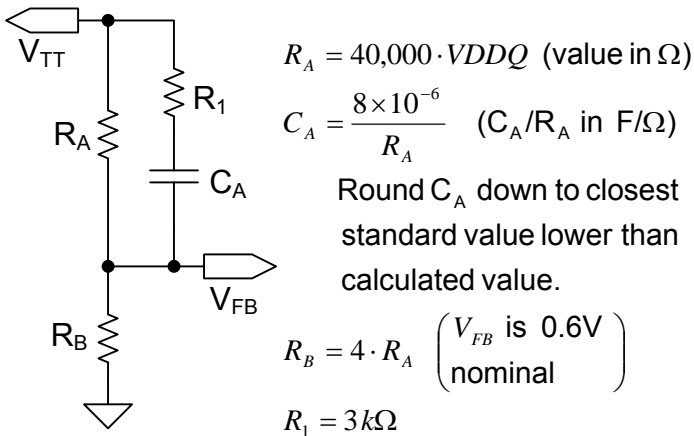 V_TT
R_A
R_1
C_A
V_FB
R_B
R_A = 40,000 · VDDQ (value in Ω)
C_A = 8×10^-6 / R_A (C_A/R_A in F/Ω)
Round C_A down to closest
standard value lower than
calculated value.
R_B = 4 · R_A (V_FB is 0.6V
nominal)
R_1 = 3kΩ